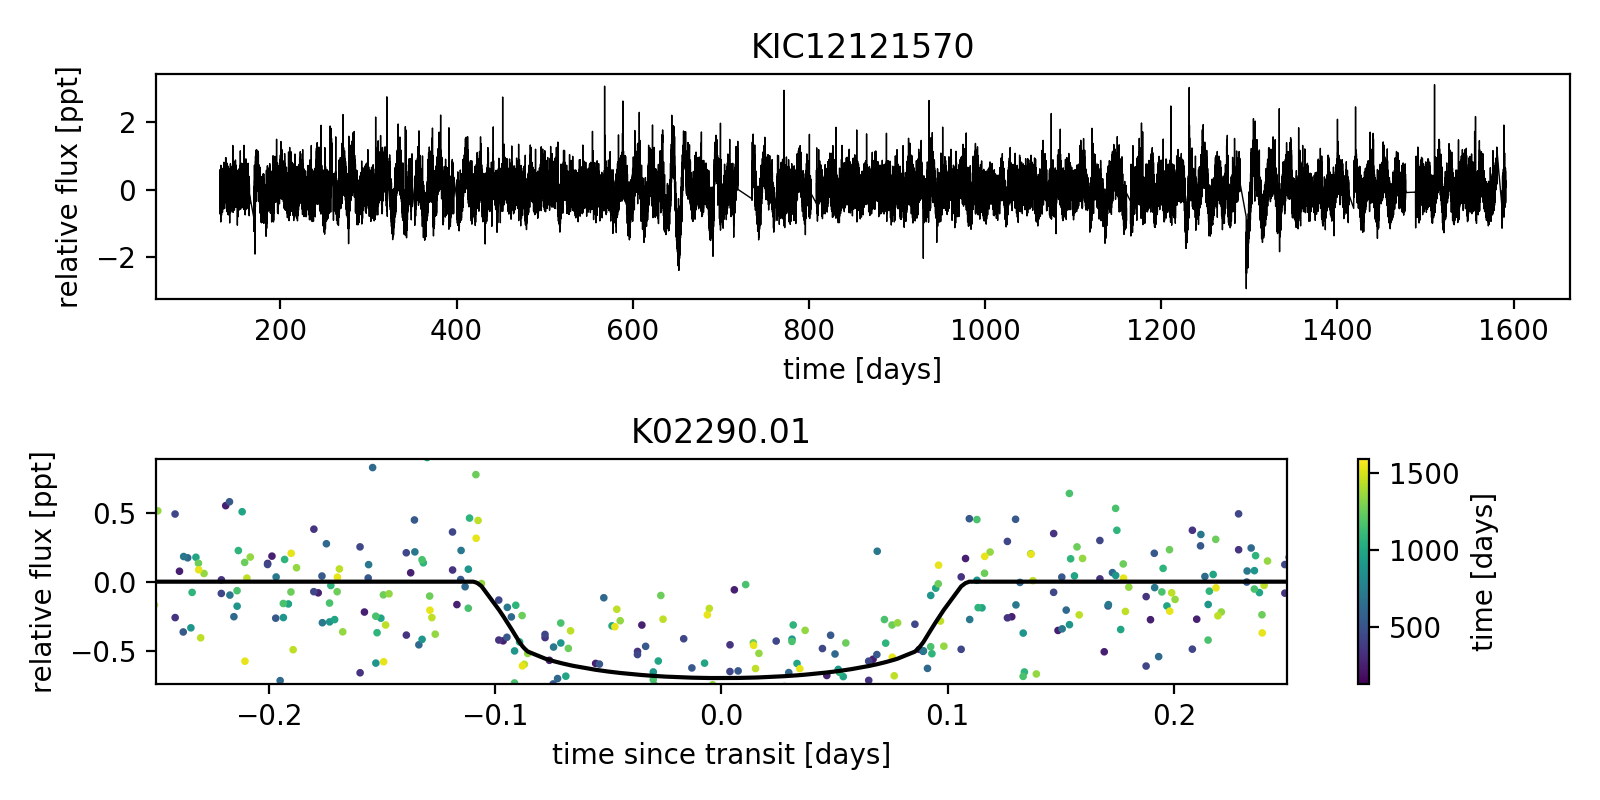 KIC12121570
relative flux [ppt]
2
0
−2
200 400 600 800 1000 1200 1400 1600
time [days]
K02290.01
relative flux [ppt]
0.5
0.0
−0.5
−0.2 −0.1 0.0 0.1 0.2
time since transit [days]
1500
1000
500
time [days]